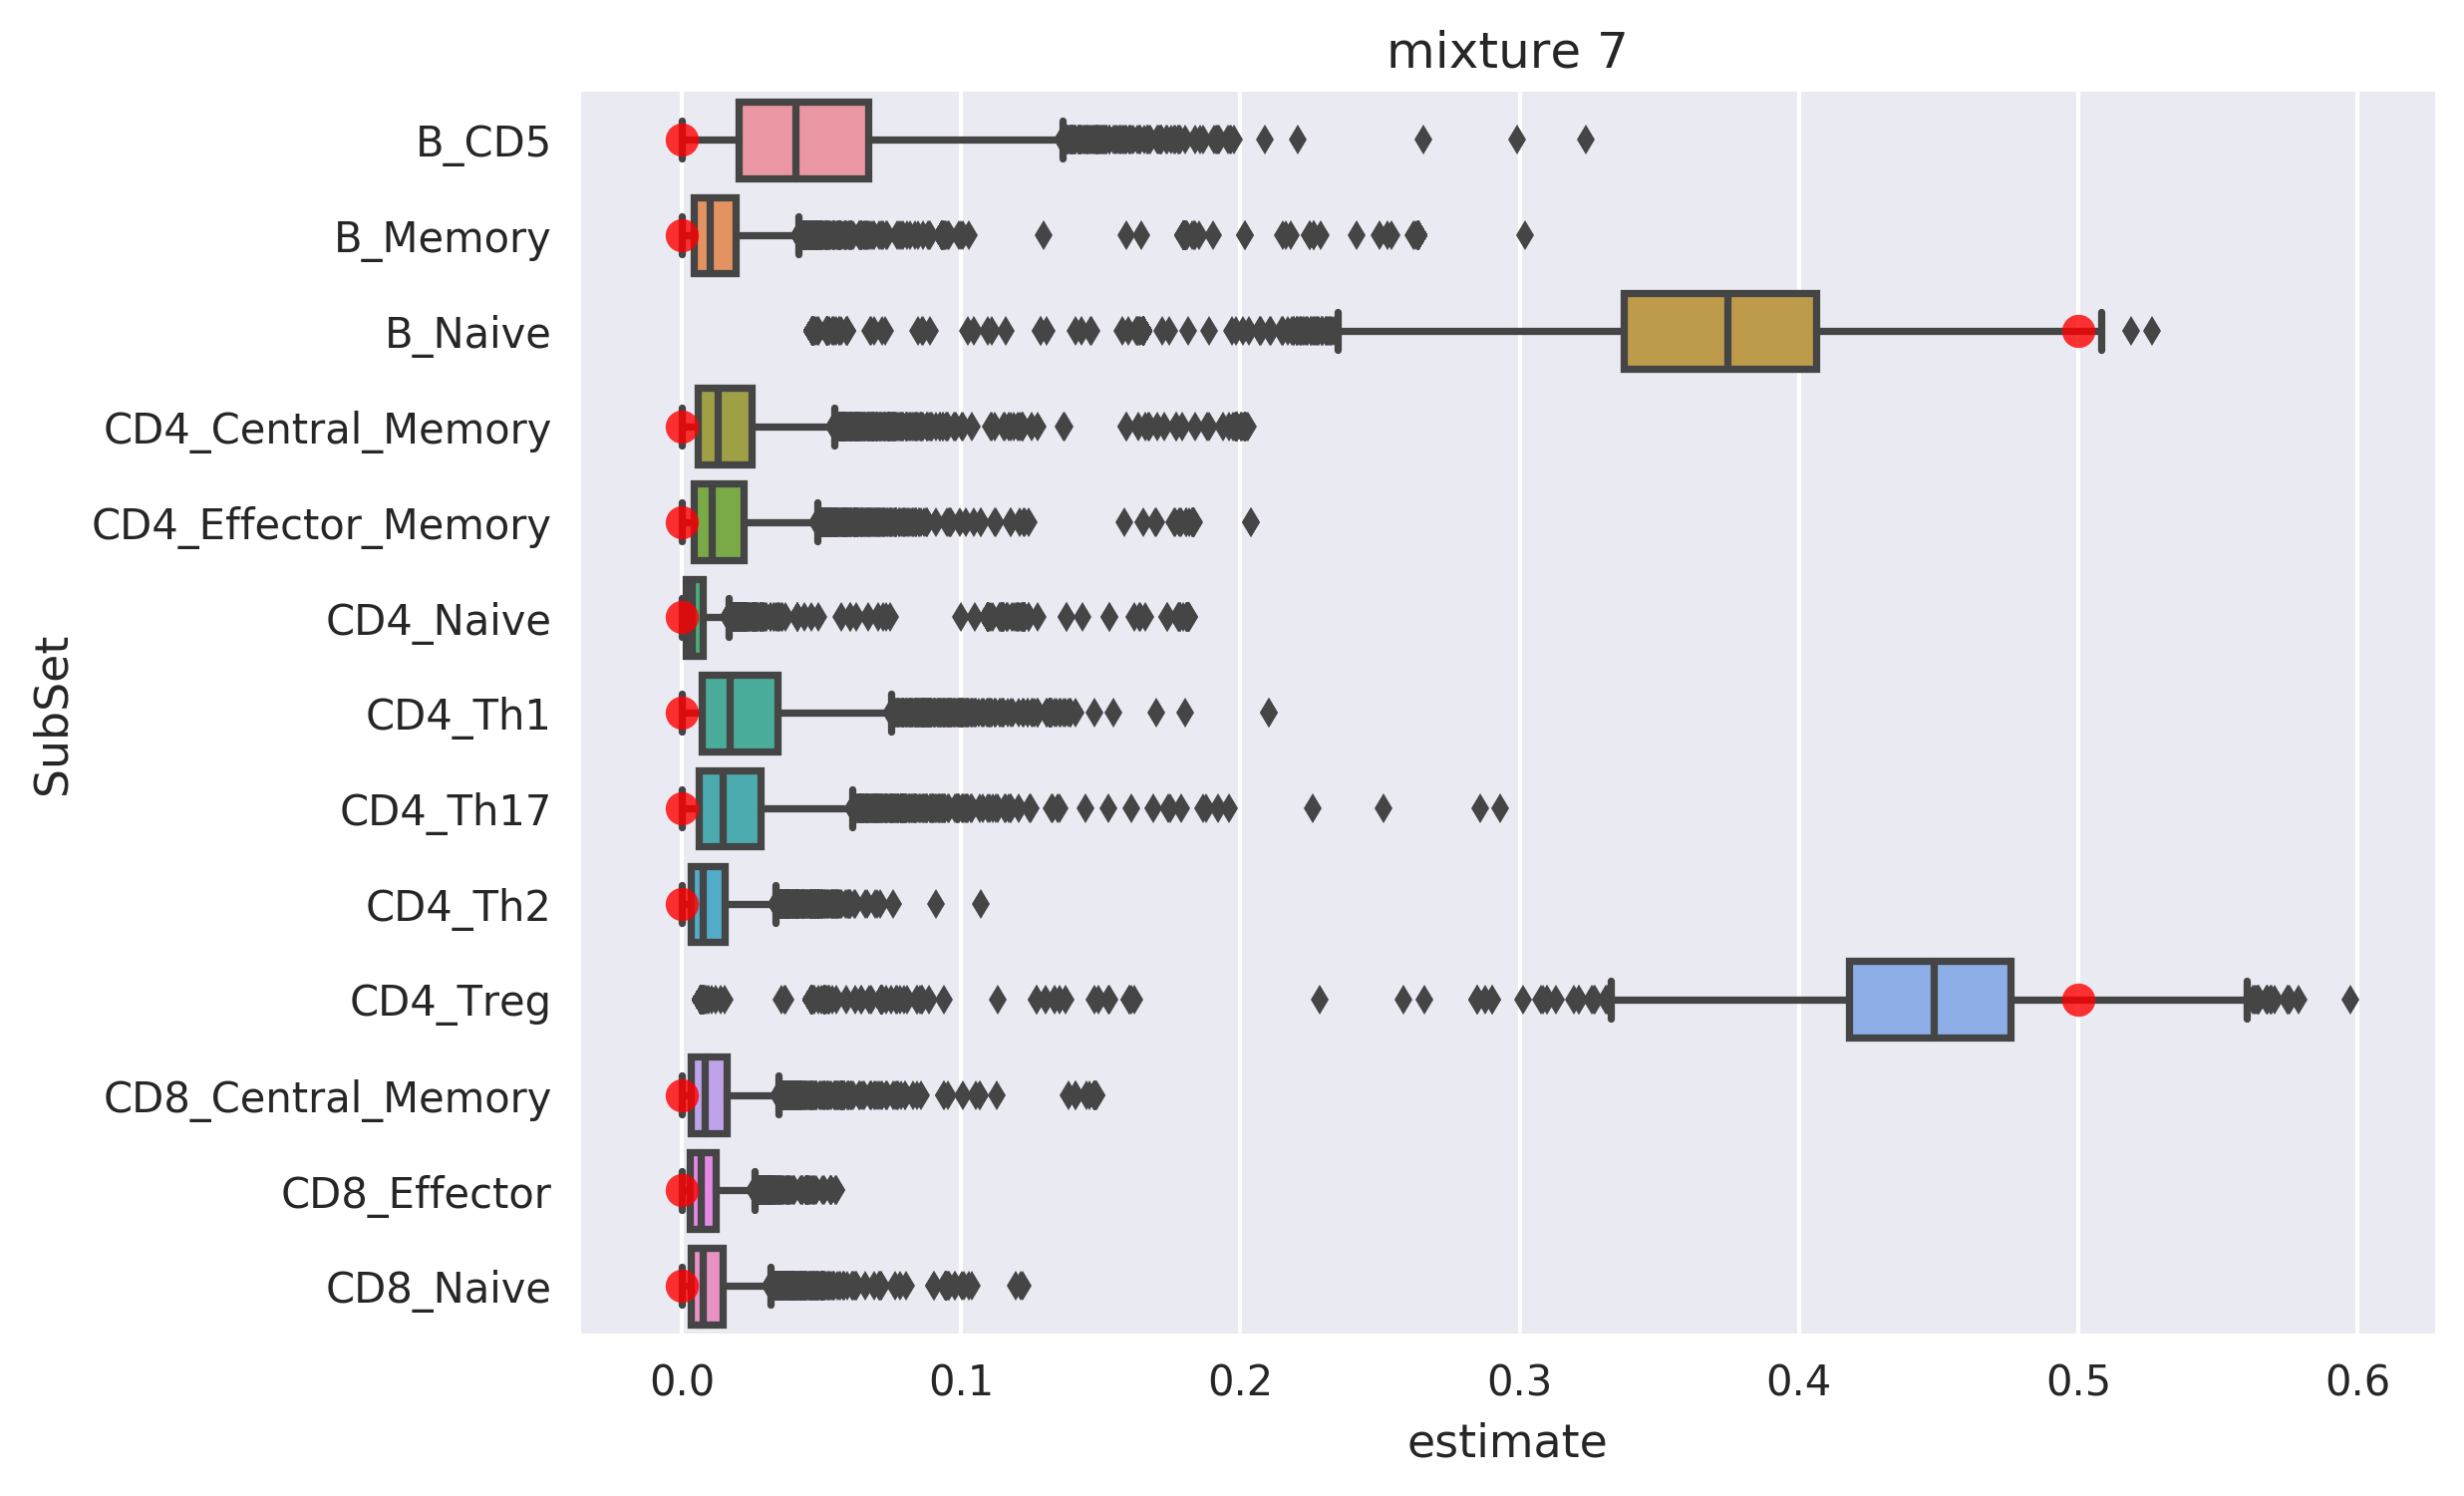 mixture 7
B_CD5
B_Memory
B_Naive
CD4_Central_Memory
CD4_Effector_Memory
CD4_Naive
CD4_Th1
CD4_Th17
CD4_Th2
CD4_Treg
CD8_Central_Memory
CD8_Effector
CD8_Naive
SubSet
0.0 0.1 0.2 0.3 0.4 0.5 0.6
estimate